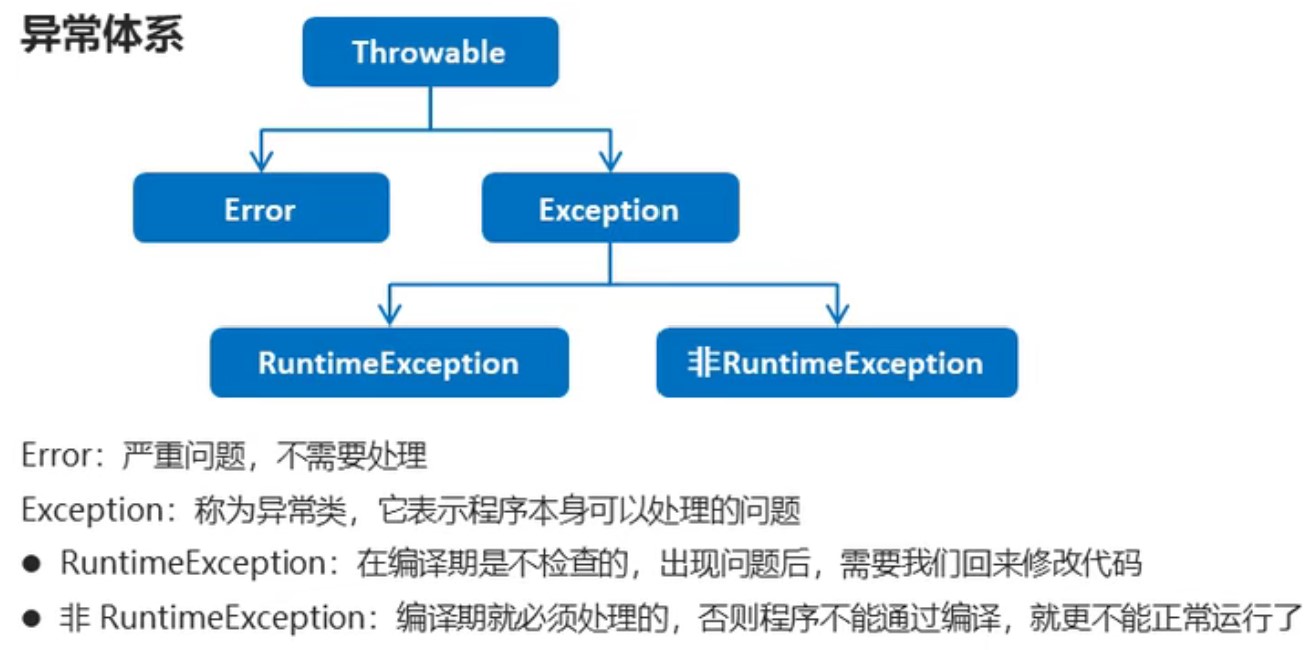 异常体系
Throwable
Error
Exception
RuntimeException
非RuntimeException
Error：严重问题，不需要处理
Exception：称为异常类，它表示程序本身可以处理的问题
● RuntimeException：在编译期是不检查的，出现问题后，需要我们回来修改代码
● 非 RuntimeException：编译期就必须处理的，否则程序不能通过编译，就更不能正常运行了